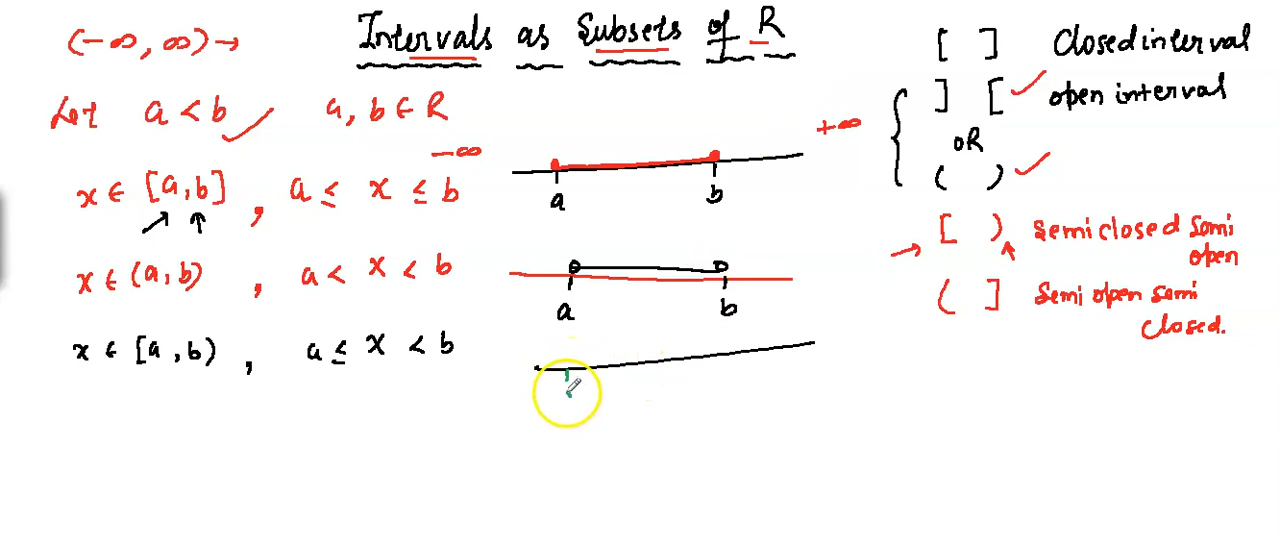 (-∞, ∞) →
Intervals as Subsets of R
Let a < b
a, b ∈ R
-∞
+∞
a b
x ∈ [a, b] , a ≤ x ≤ b
x ∈ (a, b) , a < x < b
a b
x ∈ [a, b) , a ≤ x < b
[ ] Closed interval
] [ open interval
OR
( )
[ ) Semi closed Semi
open
( ] Semi open semi
closed.